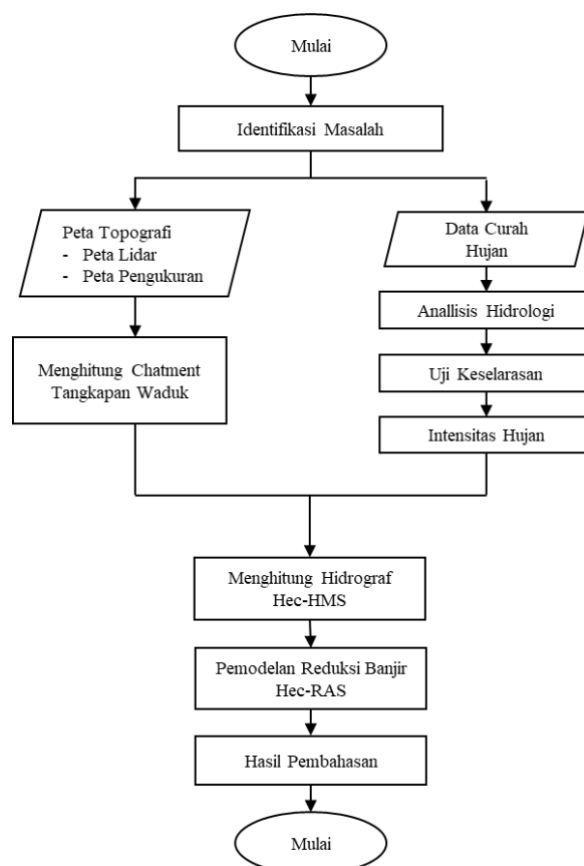 Mulai
Identifikasi Masalah
Peta Topografi
- Peta Lidar
- Peta Pengukuran
Menghitung Chatment
Tangkapan Waduk
Data Curah
Hujan
Anallisis Hidrologi
Uji Keselarasan
Intensitas Hujan
Menghitung Hidrograf
Hec-HMS
Pemodelan Reduksi Banjir
Hec-RAS
Hasil Pembahasan
Mulai